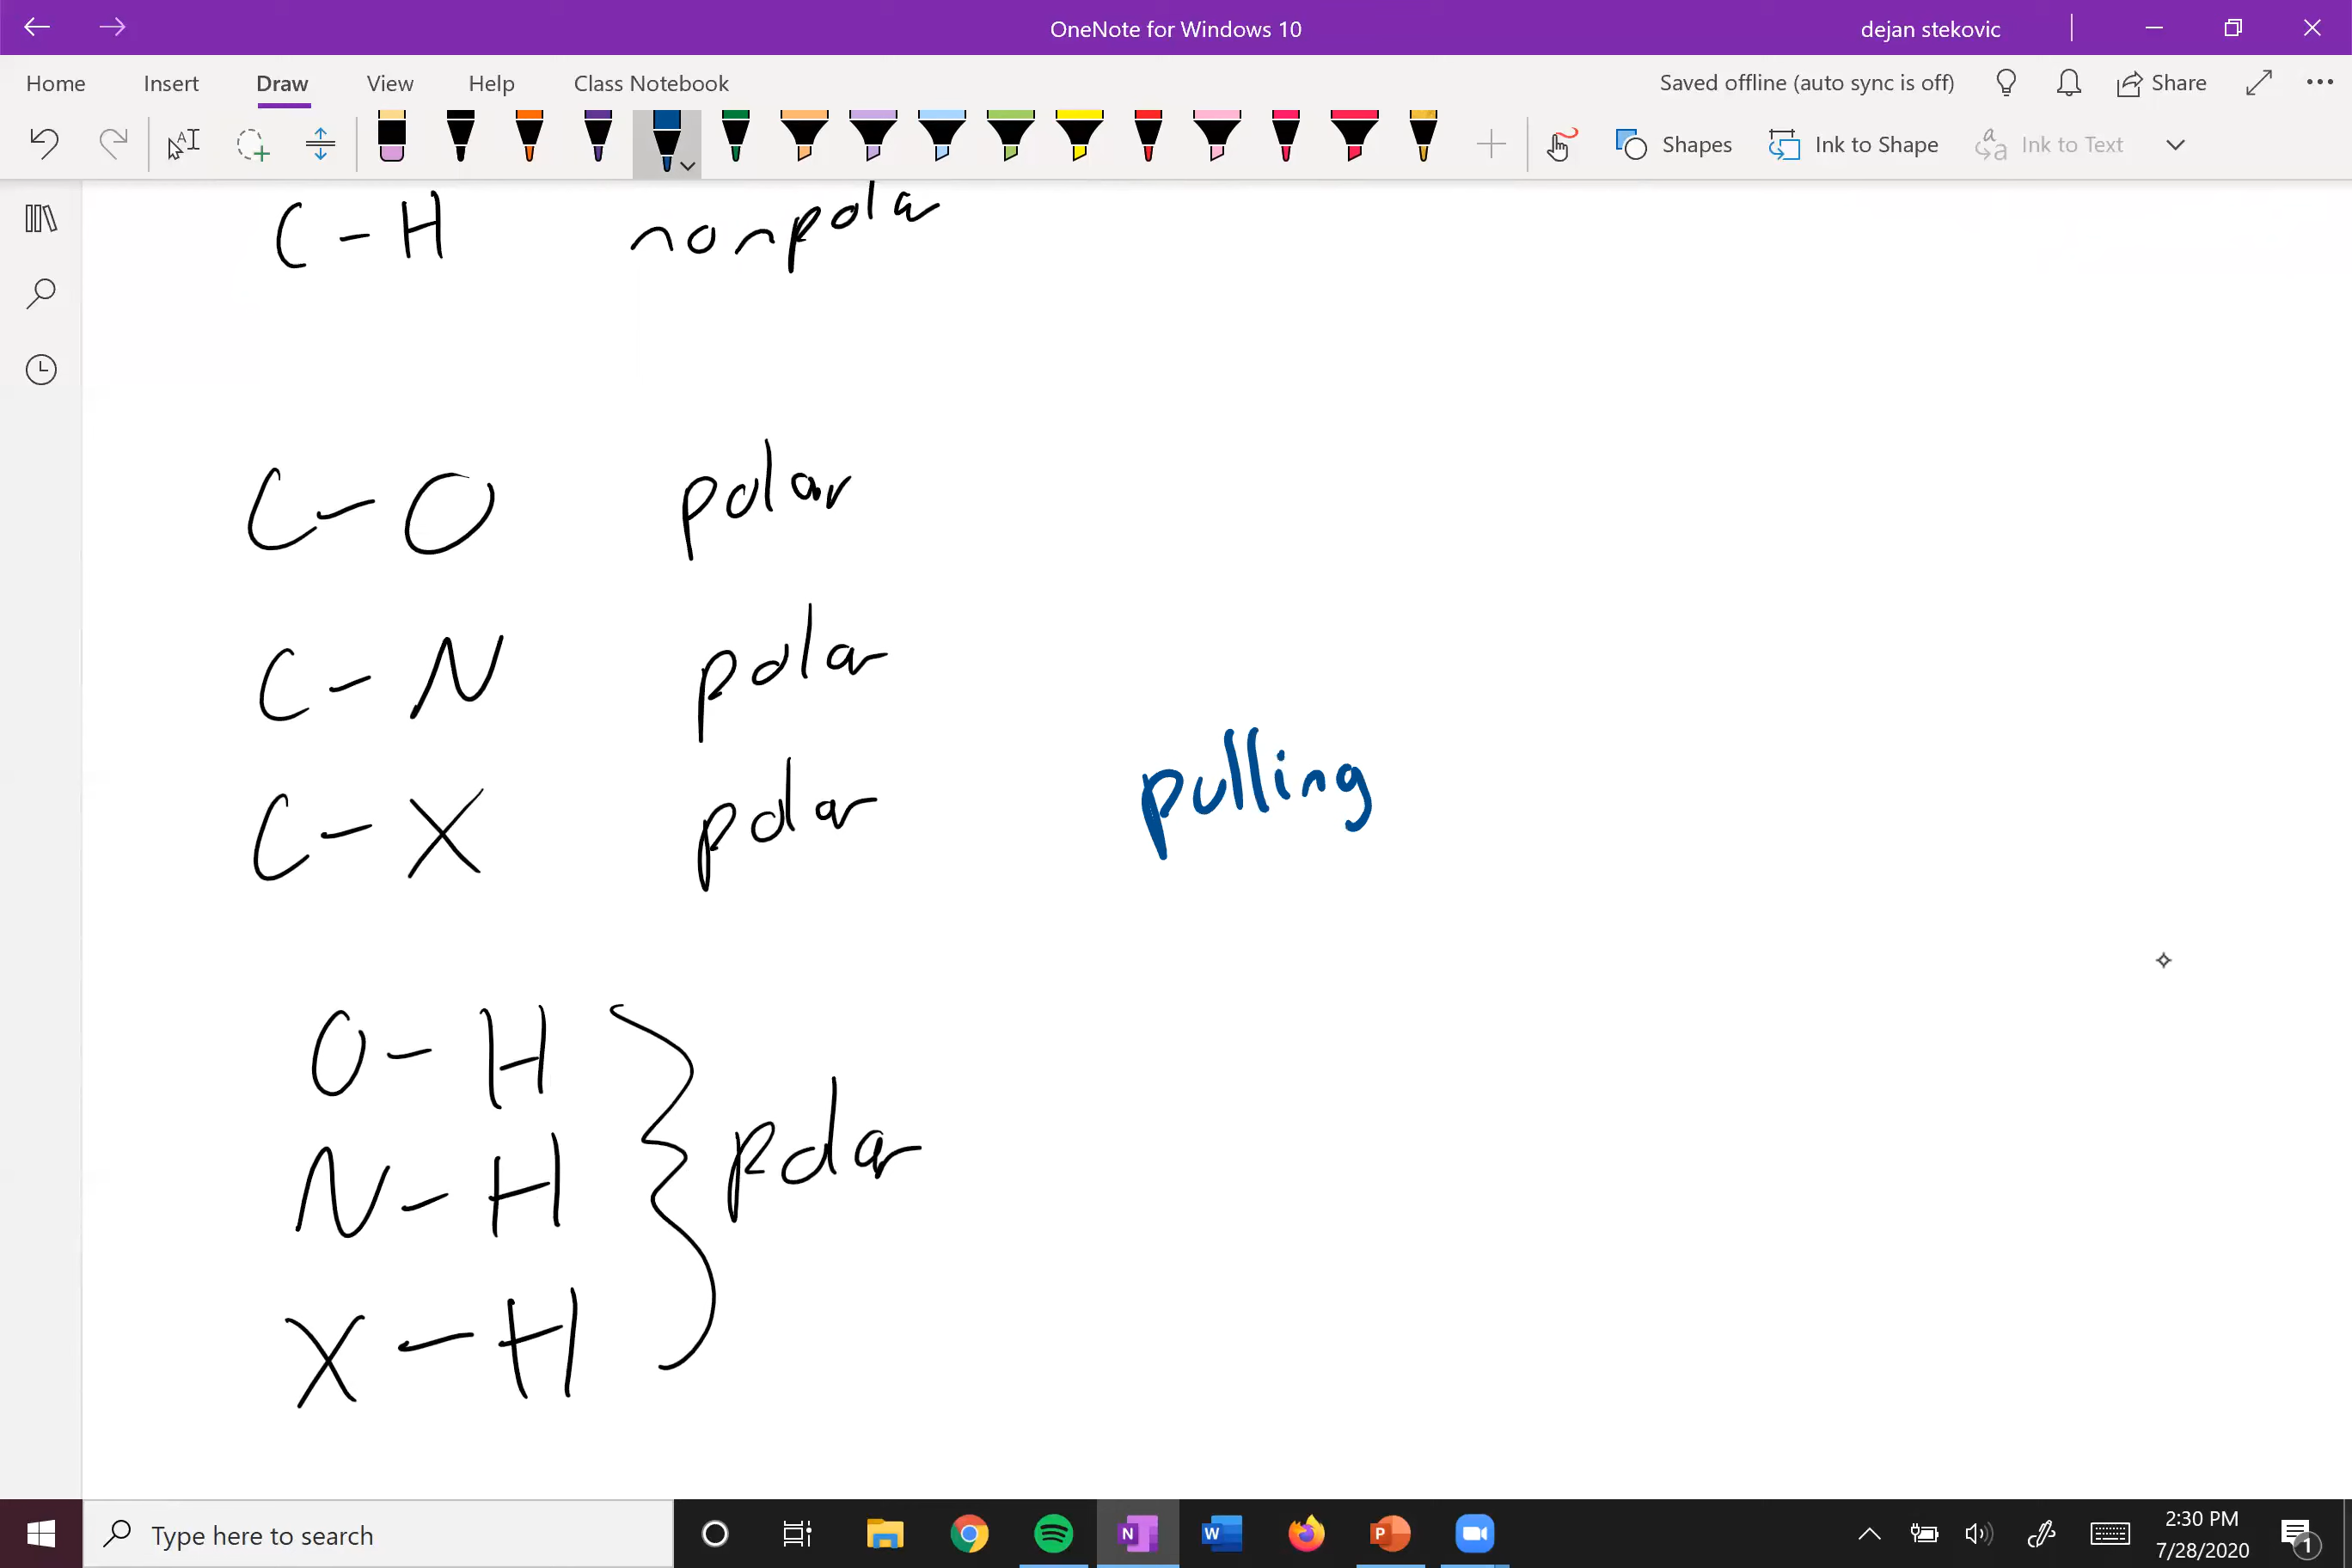 OneNote for Windows 10
dejan stekovic
Home Insert Draw View Help Class Notebook
Saved offline (auto sync is off) Share
Shapes Ink to Shape Ink to Text
C - H nonpolar
C - O polar
C - N polar
C - X polar
pulling
O - H
N - H polar
X - H
Type here to search
2:30 PM
7/28/2020
1